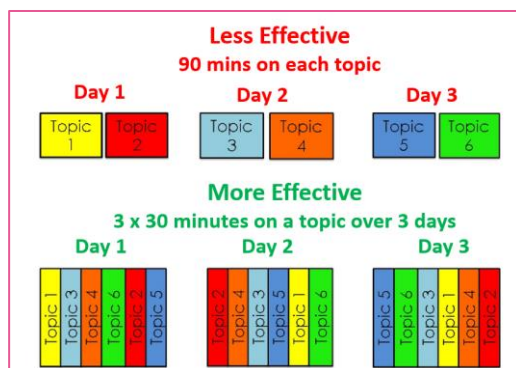 Less Effective
90 mins on each topic
Day 1
Day 2
Day 3
Topic
1
Topic
2
Topic
3
Topic
4
Topic
5
Topic
6
More Effective
3 x 30 minutes on a topic over 3 days
Day 1
Day 2
Day 3
Topic 1
Topic 3
Topic 4
Topic 6
Topic 2
Topic 5
Topic 2
Topic 4
Topic 3
Topic 5
Topic 1
Topic 6
Topic 5
Topic 6
Topic 3
Topic 1
Topic 4
Topic 2